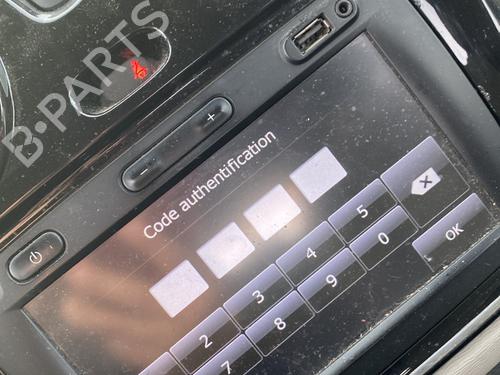 B·PARTS
+
-
Code authentification
2 3 4 5
7 8 9 0
OK